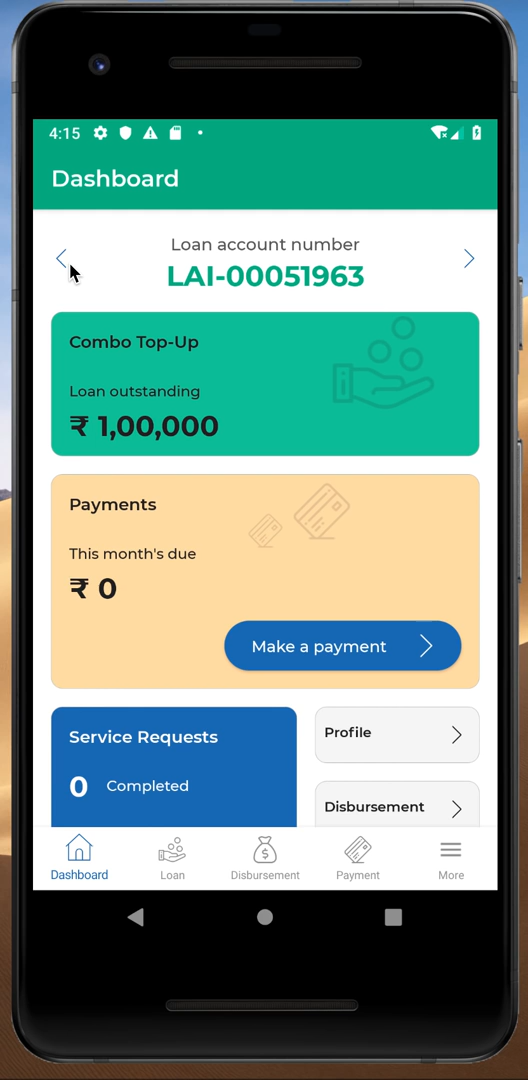 4:15
Dashboard
Loan account number
LAI-00051963
Combo Top-Up
Loan outstanding
₹ 1,00,000
Payments
This month's due
₹ 0
Make a payment
Service Requests
0 Completed
Profile
Disbursement
Dashboard Loan Disbursement Payment More